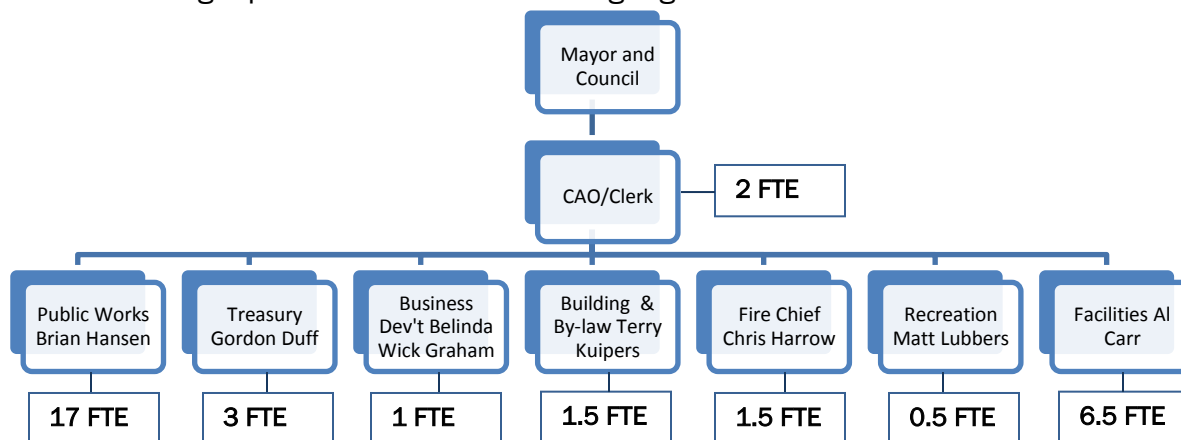 Mayor and
Council
CAO/Clerk
2 FTE
Public Works
Brian Hansen
Treasury
Gordon Duff
Business
Dev't Belinda
Wick Graham
Building &
By-law Terry
Kuipers
Fire Chief
Chris Harrow
Recreation
Matt Lubbers
Facilities Al
Carr
17 FTE
3 FTE
1 FTE
1.5 FTE
1.5 FTE
0.5 FTE
6.5 FTE